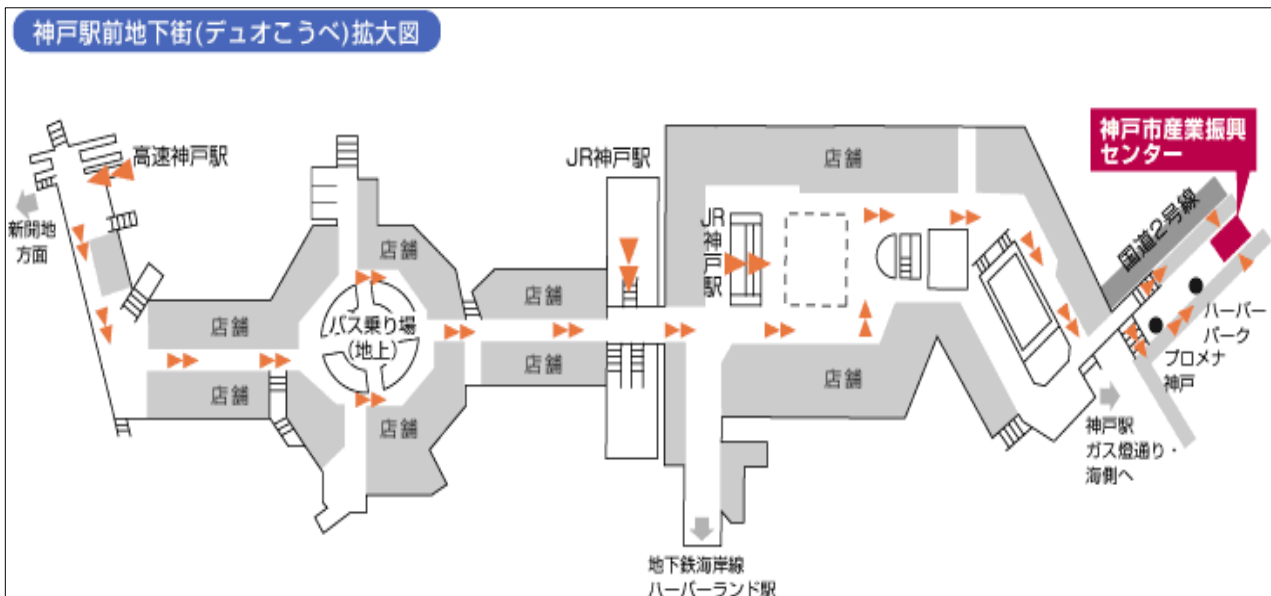 神戸駅前地下街(デュオこうべ)拡大図
神戸市産業振興
センター
高速神戸駅
JR神戸駅
店舗
新開地
方面
JR
神
戸
駅
国道2号線
店舗
店舗
店舗
店舗
バス乗り場
(地上)
ハーバー
パーク
プロメナ
神戸
店舗
店舗
店舗
店舗
神戸駅
ガス燈通り・
海側へ
地下鉄海岸線
ハーバーランド駅